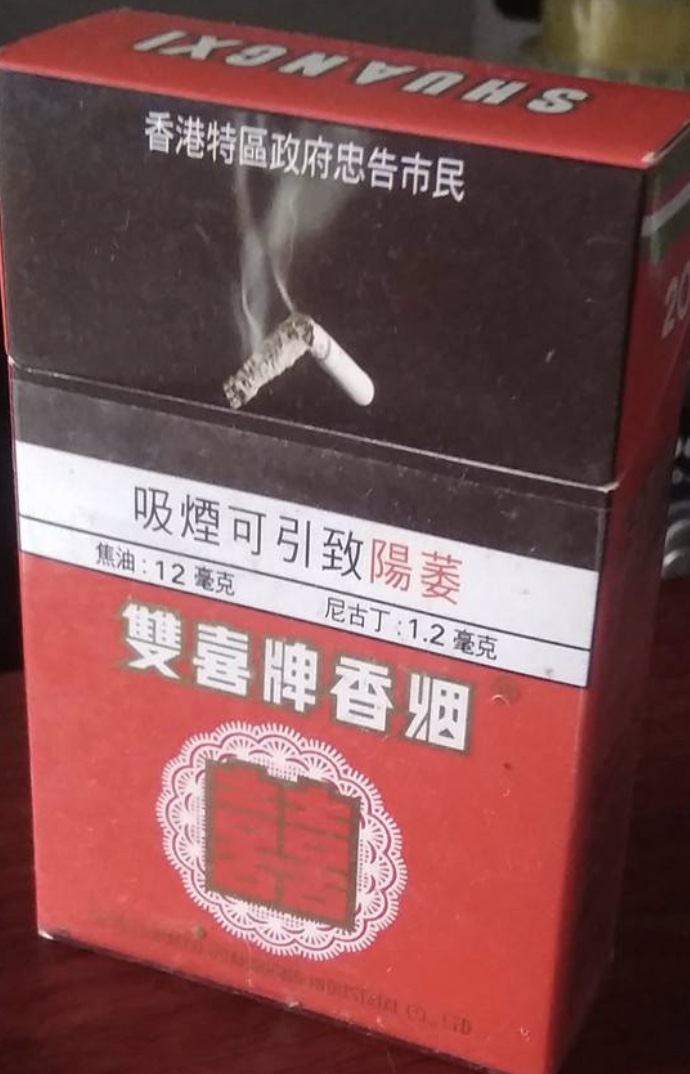 SHUANGXI
香港特區政府忠告市民
20
吸煙可引致陽萎
焦油:12 毫克
尼古丁:1.2 毫克
雙喜牌香烟
囍
INDUSTRIAL CO., LTD